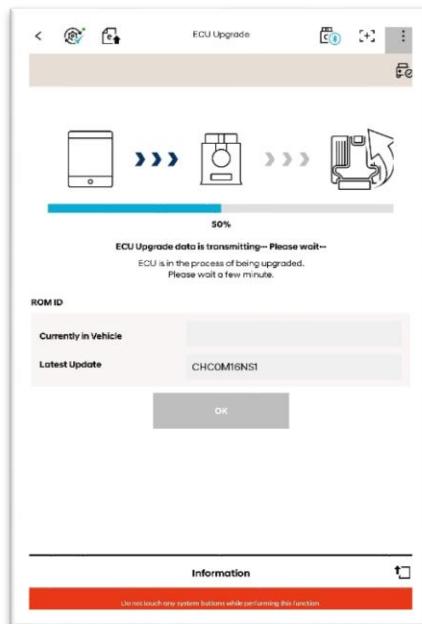 ECU Upgrade
50%
ECU Upgrade data is transmitting--- Please wait---
ECU is in the process of being upgraded.
Please wait a few minute.
ROM ID
Currently in Vehicle
Latest Update CHCOM16NS1
OK
Information
Do not touch any system buttons while performing this function.